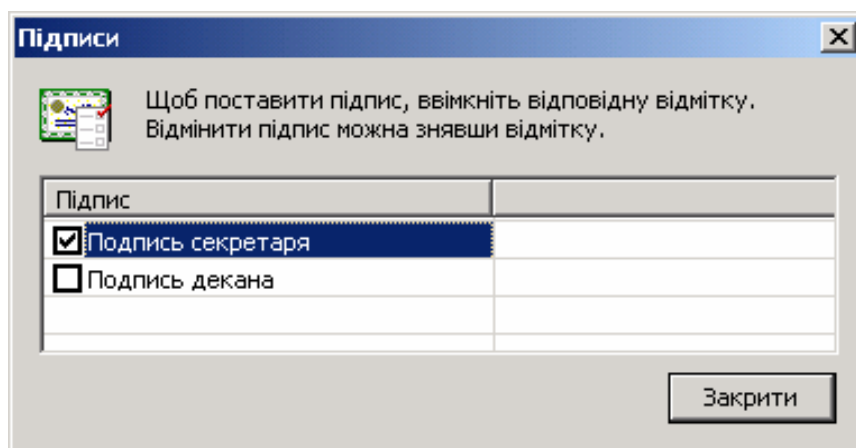 Підписи
Щоб поставити підпис, ввімкніть відповідну відмітку.
Відмінити підпис можна знявши відмітку.
Підпис
Подпись секретаря
Подпись декана
Закрити